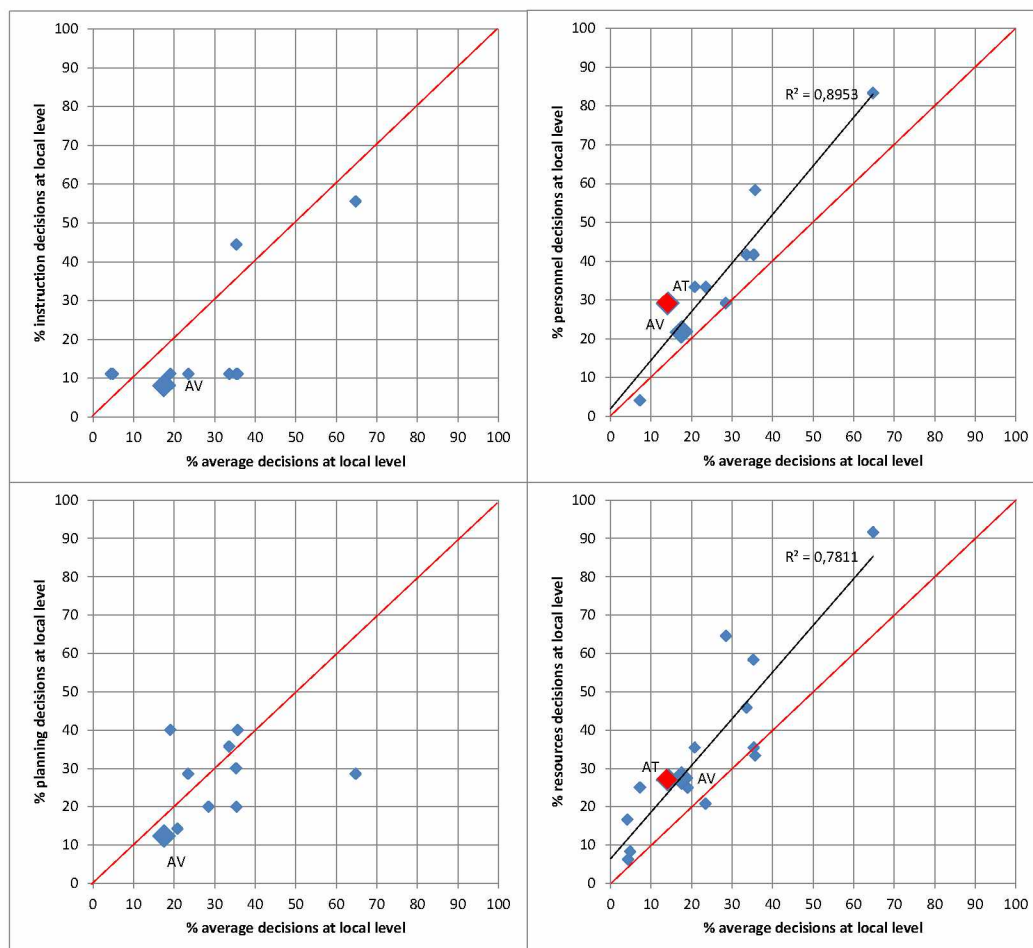 100
90
80
70
60
50
40
30
20
10
0
% instruction decisions at local level
AV
0 10 20 30 40 50 60 70 80 90 100
% average decisions at local level
100
90
80
70
60
50
40
30
20
10
0
% personnel decisions at local level
R² = 0,8953
AT
AV
0 10 20 30 40 50 60 70 80 90 100
% average decisions at local level
100
90
80
70
60
50
40
30
20
10
0
% planning decisions at local level
AV
0 10 20 30 40 50 60 70 80 90 100
% average decisions at local level
100
90
80
70
60
50
40
30
20
10
0
% resources decisions at local level
R² = 0,7811
AT
AV
0 10 20 30 40 50 60 70 80 90 100
% average decisions at local level